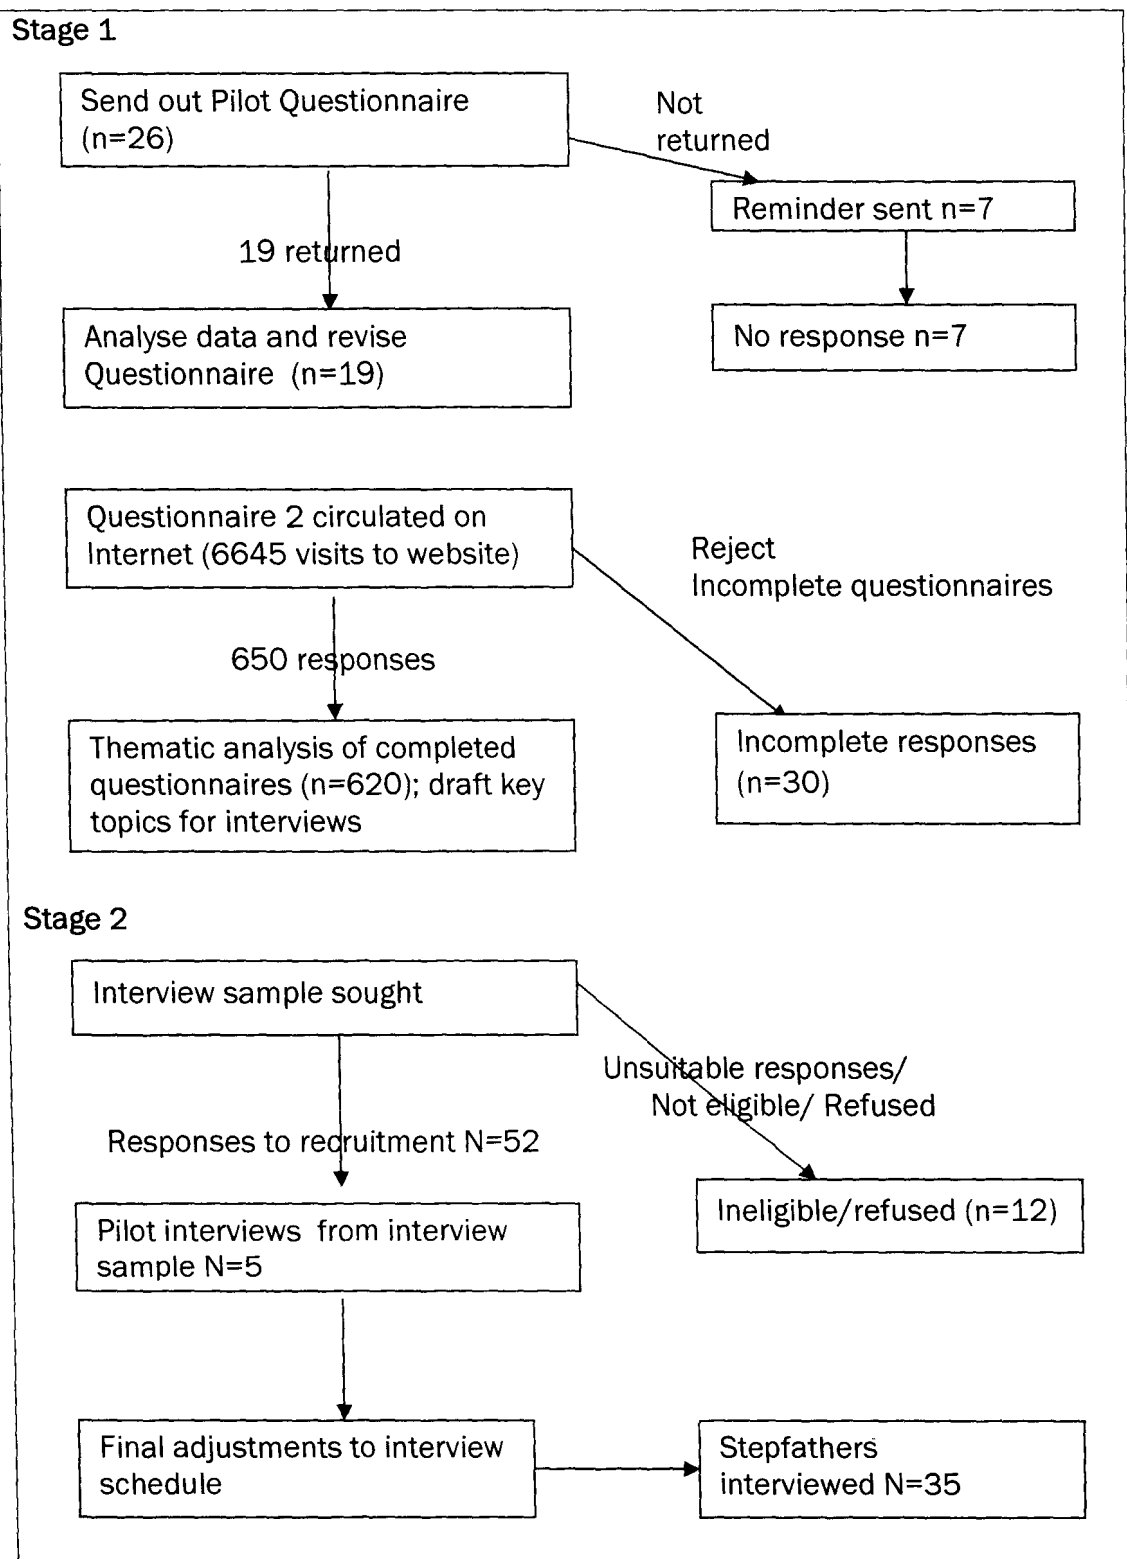 Stage 1
Send out Pilot Questionnaire
(n=26)
Not
returned
Reminder sent n=7
19 returned
No response n=7
Analyse data and revise
Questionnaire (n=19)
Questionnaire 2 circulated on
Internet (6645 visits to website)
Reject
Incomplete questionnaires
650 responses
Thematic analysis of completed
questionnaires (n=620); draft key
topics for interviews
Incomplete responses
(n=30)
Stage 2
Interview sample sought
Unsuitable responses/
Not eligible/ Refused
Responses to recruitment N=52
Ineligible/refused (n=12)
Pilot interviews from interview
sample N=5
Final adjustments to interview
schedule
Stepfathers
interviewed N=35